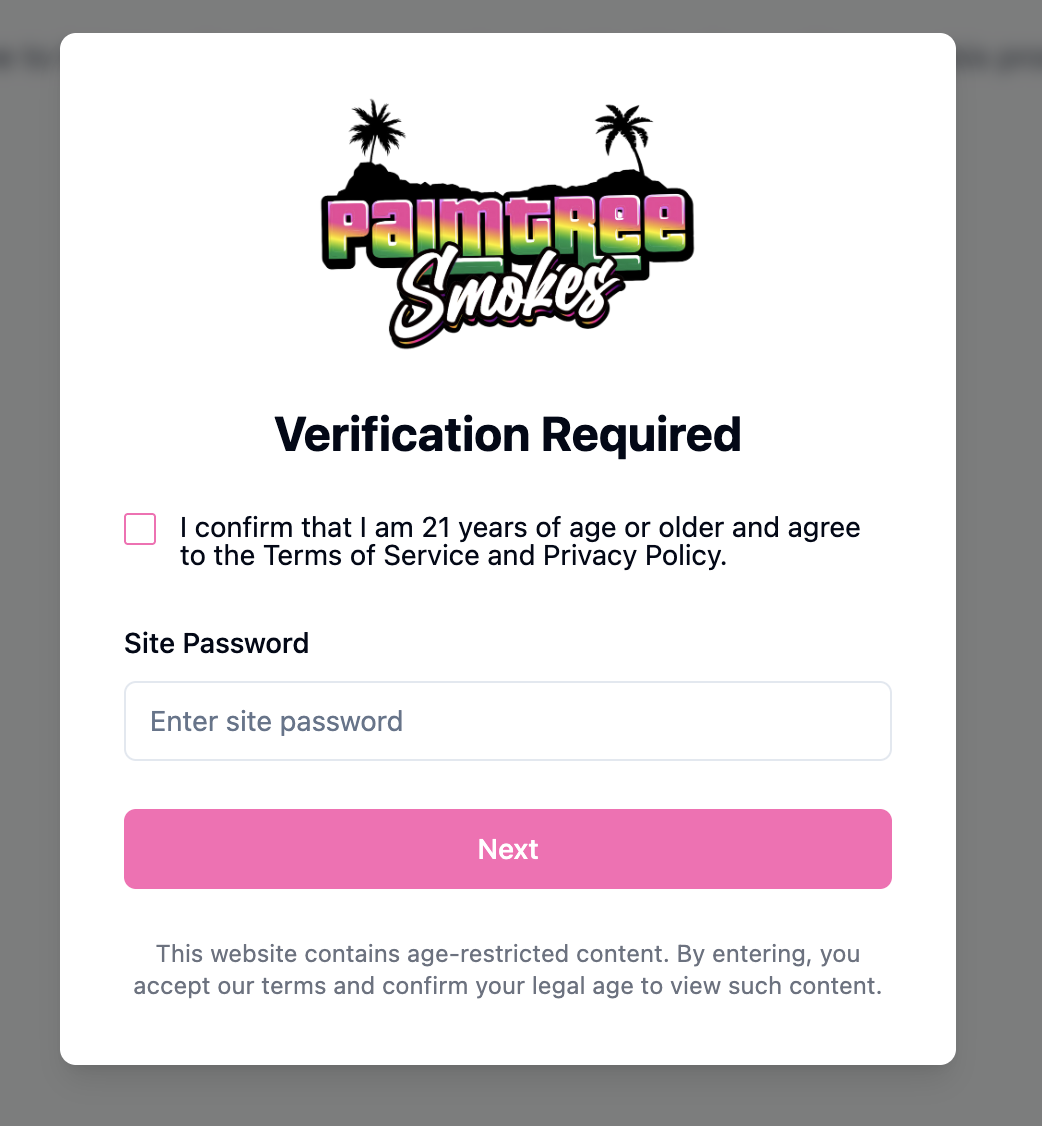 Palmtree
Smokes
Verification Required
I confirm that I am 21 years of age or older and agree
to the Terms of Service and Privacy Policy.
Site Password
Enter site password
Next
This website contains age-restricted content. By entering, you
accept our terms and confirm your legal age to view such content.